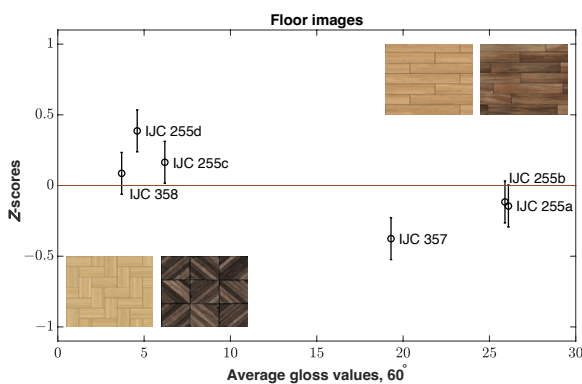 Floor images
1
0.5
0
−0.5
−1
Z-scores
IJC 255d
IJC 255c
IJC 358
IJC 255b
IJC 255a
IJC 357
0 5 10 15 20 25 30
Average gloss values, 60°